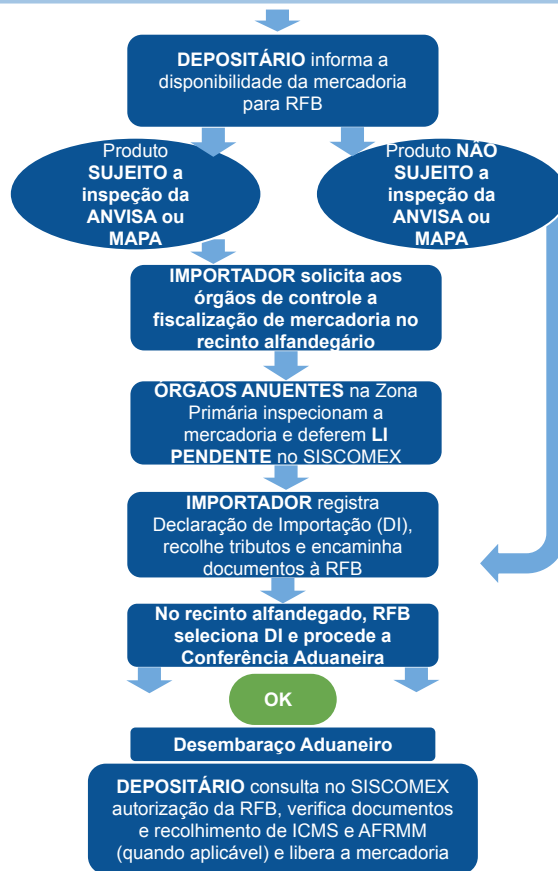 DEPOSITÁRIO informa a
disponibilidade da mercadoria
para RFB
Produto
SUJEITO a
inspeção da
ANVISA ou
MAPA
Produto NÃO
SUJEITO a
inspeção da
ANVISA ou
MAPA
IMPORTADOR solicita aos
órgãos de controle a
fiscalização de mercadoria no
recinto alfandegário
ÓRGÃOS ANUENTES na Zona
Primária inspecionam a
mercadoria e deferem LI
PENDENTE no SISCOMEX
IMPORTADOR registra
Declaração de Importação (DI),
recolhe tributos e encaminha
documentos à RFB
No recinto alfandegado, RFB
seleciona DI e procede a
Conferência Aduaneira
OK
Desembaraço Aduaneiro
DEPOSITÁRIO consulta no SISCOMEX
autorização da RFB, verifica documentos
e recolhimento de ICMS e AFRMM
(quando aplicável) e libera a mercadoria